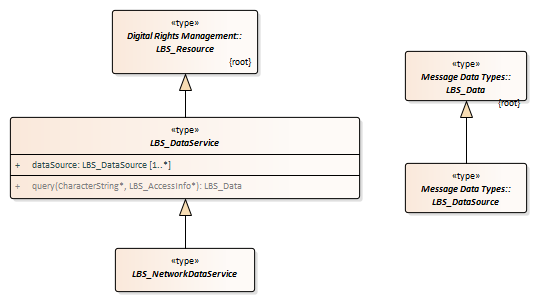 «type»
Digital Rights Management::
LBS_Resource
{root}
«type»
LBS_DataService
+ dataSource: LBS_DataSource [1..*]
+ query(CharacterString*, LBS_AccessInfo*): LBS_Data
«type»
LBS_NetworkDataService
«type»
Message Data Types::
LBS_Data
{root}
«type»
Message Data Types::
LBS_DataSource